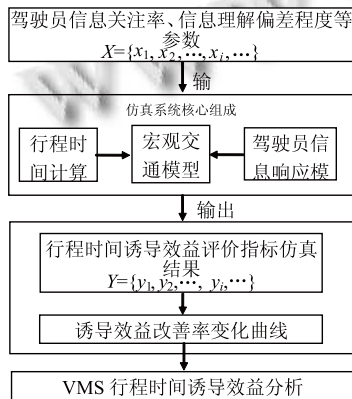 驾驶员信息关注率、信息理解偏差程度等
参数
X={x1, x2, …, xi, …}
输
仿真系统核心组成
行程时
间计算
宏观交
通模型
驾驶员信
息响应模
输出
行程时间诱导效益评价指标仿真
结果
Y={y1, y2, …, yi, …}
诱导效益改善率变化曲线
VMS 行程时间诱导效益分析